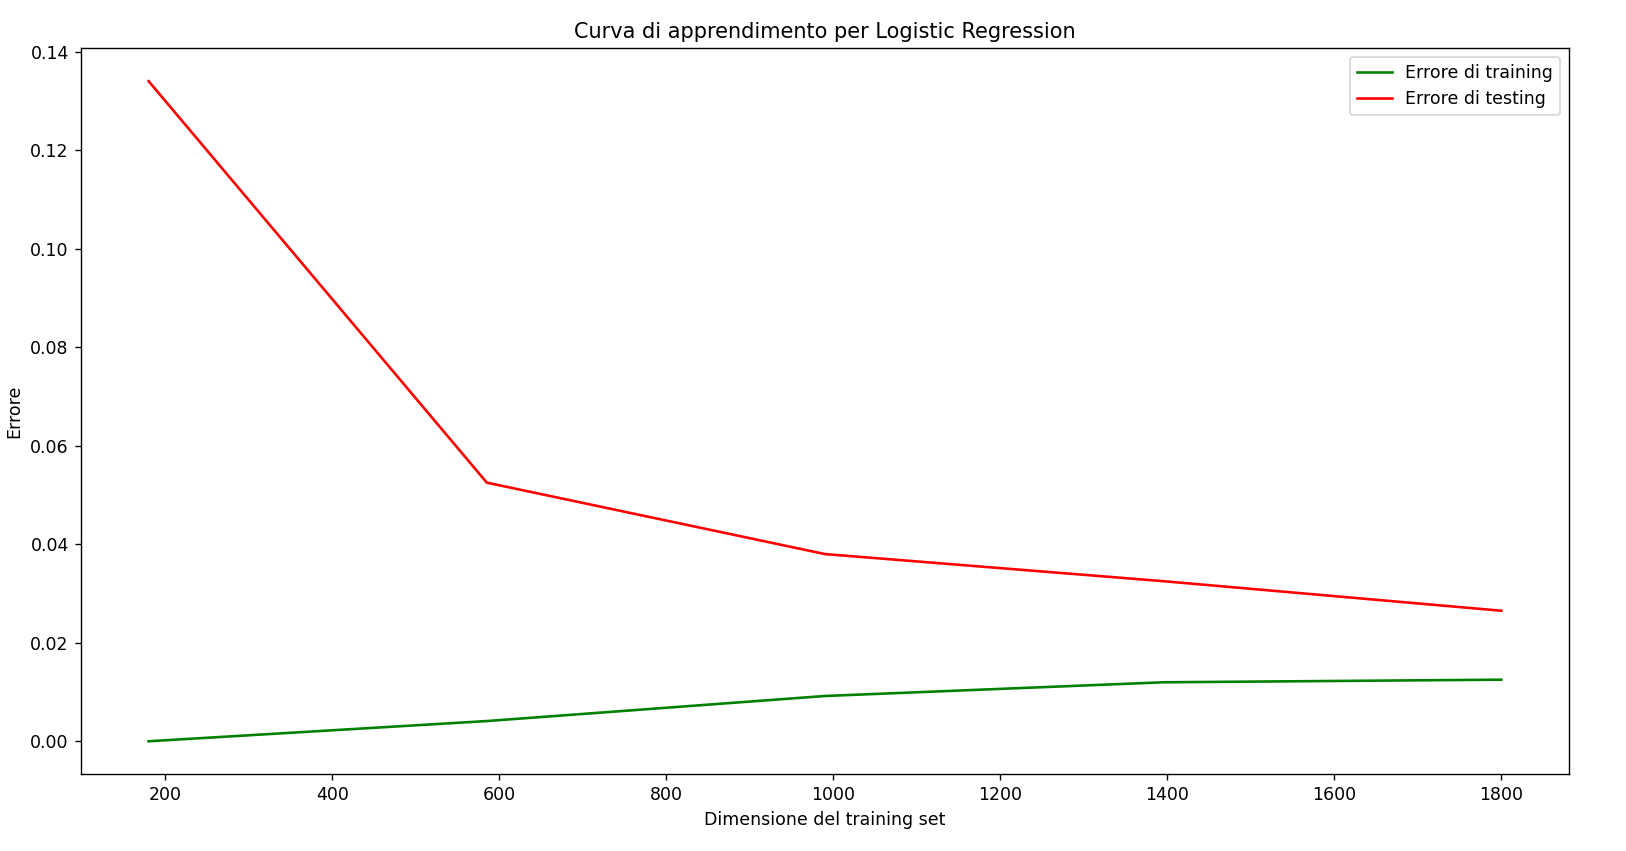 Curva di apprendimento per Logistic Regression
Errore di training
Errore di testing
0.14
0.12
0.10
0.08
0.06
0.04
0.02
0.00
Errore
200 400 600 800 1000 1200 1400 1600 1800
Dimensione del training set